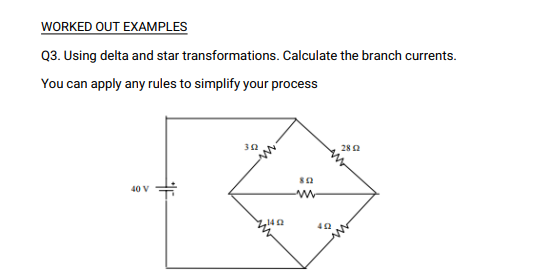 WORKED OUT EXAMPLES
Q3. Using delta and star transformations. Calculate the branch currents.
You can apply any rules to simplify your process
3 Ω
28 Ω
8 Ω
40 V
14 Ω
4 Ω